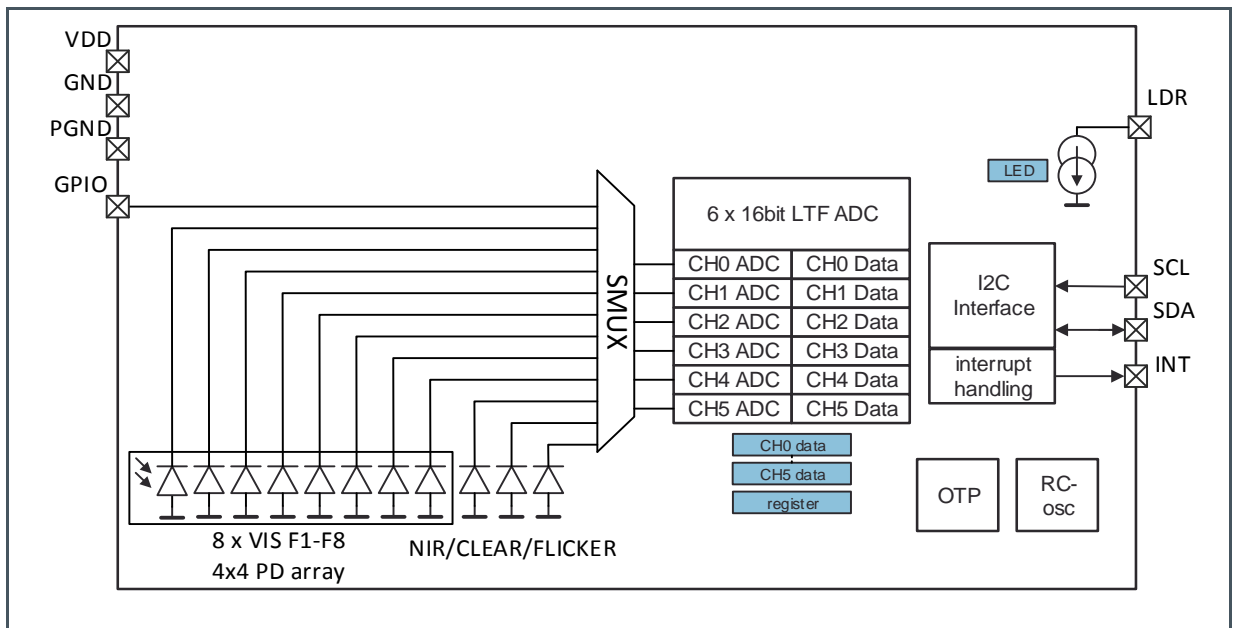 VDD
GND
PGND
GPIO
LDR
LED
SMUX
6 x 16bit LTF ADC
CH0 ADC CH0 Data
CH1 ADC CH1 Data
CH2 ADC CH2 Data
CH3 ADC CH3 Data
CH4 ADC CH4 Data
CH5 ADC CH5 Data
CH0 data
CH5 data
register
I2C
Interface
interrupt
handling
SCL
SDA
INT
OTP
RC-
osc
8 x VIS F1-F8
4x4 PD array
NIR/CLEAR/FLICKER